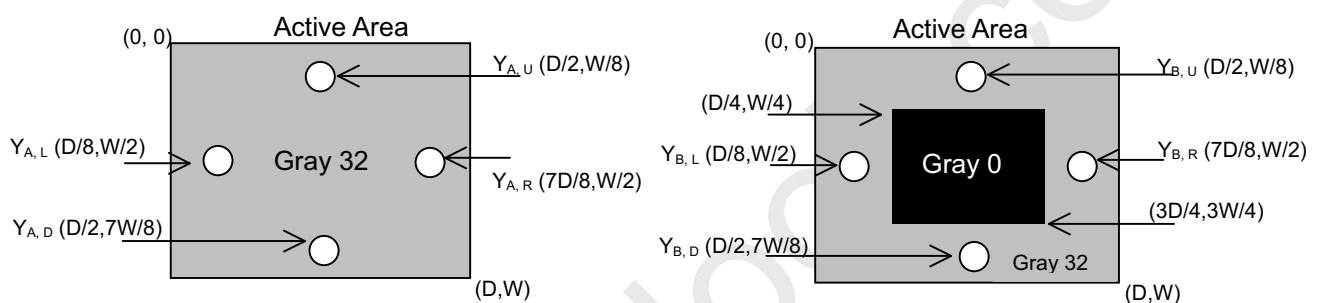 Active Area
(0, 0)
Y_A, U (D/2,W/8)
Y_A, L (D/8,W/2)
Gray 32
Y_A, R (7D/8,W/2)
Y_A, D (D/2,7W/8)
(D,W)
Active Area
(0, 0)
Y_B, U (D/2,W/8)
(D/4,W/4)
Y_B, L (D/8,W/2)
Gray 0
Y_B, R (7D/8,W/2)
(3D/4,3W/4)
Y_B, D (D/2,7W/8)
Gray 32
(D,W)